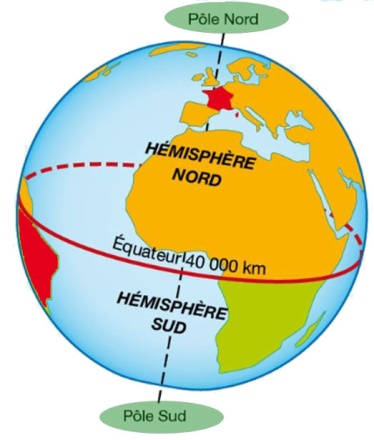 Pôle Nord
HÉMISPHÈRE
NORD
Équateur 40 000 km
HÉMISPHÈRE
SUD
Pôle Sud